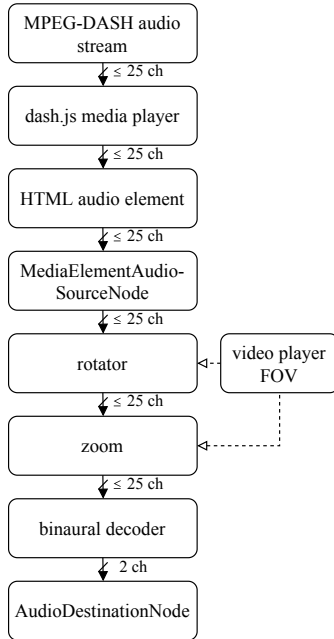 MPEG-DASH audio
stream
≤ 25 ch
dash.js media player
≤ 25 ch
HTML audio element
≤ 25 ch
MediaElementAudio-
SourceNode
≤ 25 ch
rotator
video player
FOV
≤ 25 ch
zoom
≤ 25 ch
binaural decoder
2 ch
AudioDestinationNode